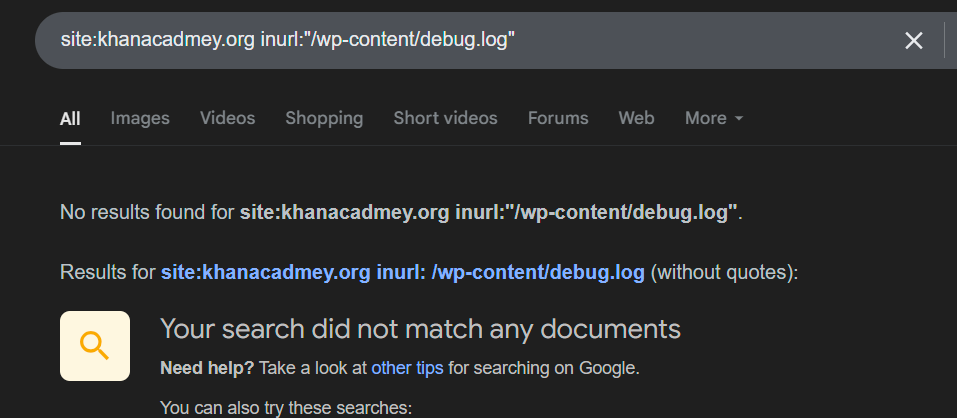 site:khanacadmey.org inurl:"/wp-content/debug.log"
All Images Videos Shopping Short videos Forums Web More
No results found for site:khanacadmey.org inurl:"/wp-content/debug.log".
Results for site:khanacadmey.org inurl: /wp-content/debug.log (without quotes):
Your search did not match any documents
Need help? Take a look at other tips for searching on Google.
You can also try these searches: